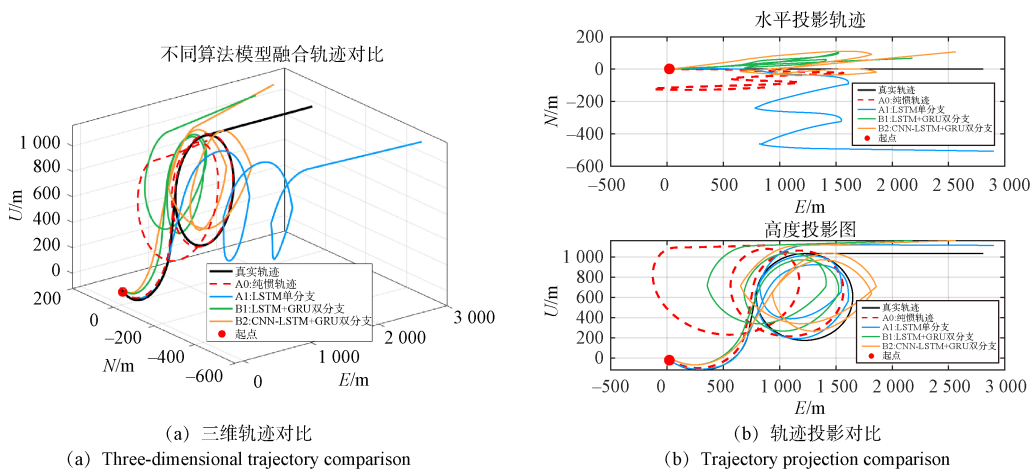 不同算法模型融合轨迹对比
1 000
800
600
400
200
0
U/m
200
0
−200
−400
−600
N/m
0
1 000
2 000
3 000
E/m
真实轨迹
A0:纯惯轨迹
A1:LSTM单分支
B1:LSTM+GRU双分支
B2:CNN-LSTM+GRU双分支
起点
(a) 三维轨迹对比
(a) Three-dimensional trajectory comparison
水平投影轨迹
200
0
−200
−400
−600
N/m
真实轨迹
A0:纯惯轨迹
A1:LSTM单分支
B1:LSTM+GRU双分支
B2:CNN-LSTM+GRU双分支
起点
−500 0 500 1 000 1 500 2 000 2 500 3 000
E/m
高度投影图
1 000
800
600
400
200
0
U/m
真实轨迹
A0:纯惯轨迹
A1:LSTM单分支
B1:LSTM+GRU双分支
B2:CNN-LSTM+GRU双分支
起点
−500 0 500 1 000 1 500 2 000 2 500 3 000
E/m
(b) 轨迹投影对比
(b) Trajectory projection comparison